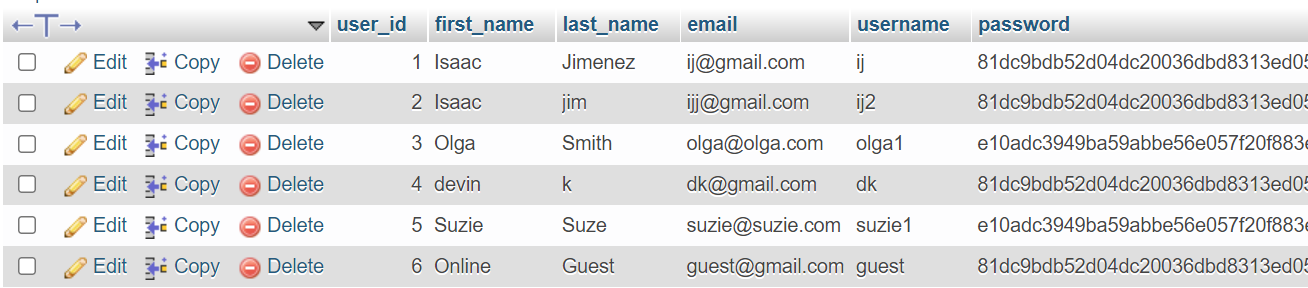 user_id first_name last_name email username password
Edit Copy Delete 1 Isaac Jimenez ij@gmail.com ij 81dc9bdb52d04dc20036dbd8313ed05
Edit Copy Delete 2 Isaac jim ijj@gmail.com ij2 81dc9bdb52d04dc20036dbd8313ed05
Edit Copy Delete 3 Olga Smith olga@olga.com olga1 e10adc3949ba59abbe56e057f20f883e
Edit Copy Delete 4 devin k dk@gmail.com dk 81dc9bdb52d04dc20036dbd8313ed05
Edit Copy Delete 5 Suzie Suze suzie@suzie.com suzie1 e10adc3949ba59abbe56e057f20f883e
Edit Copy Delete 6 Online Guest guest@gmail.com guest 81dc9bdb52d04dc20036dbd8313ed05